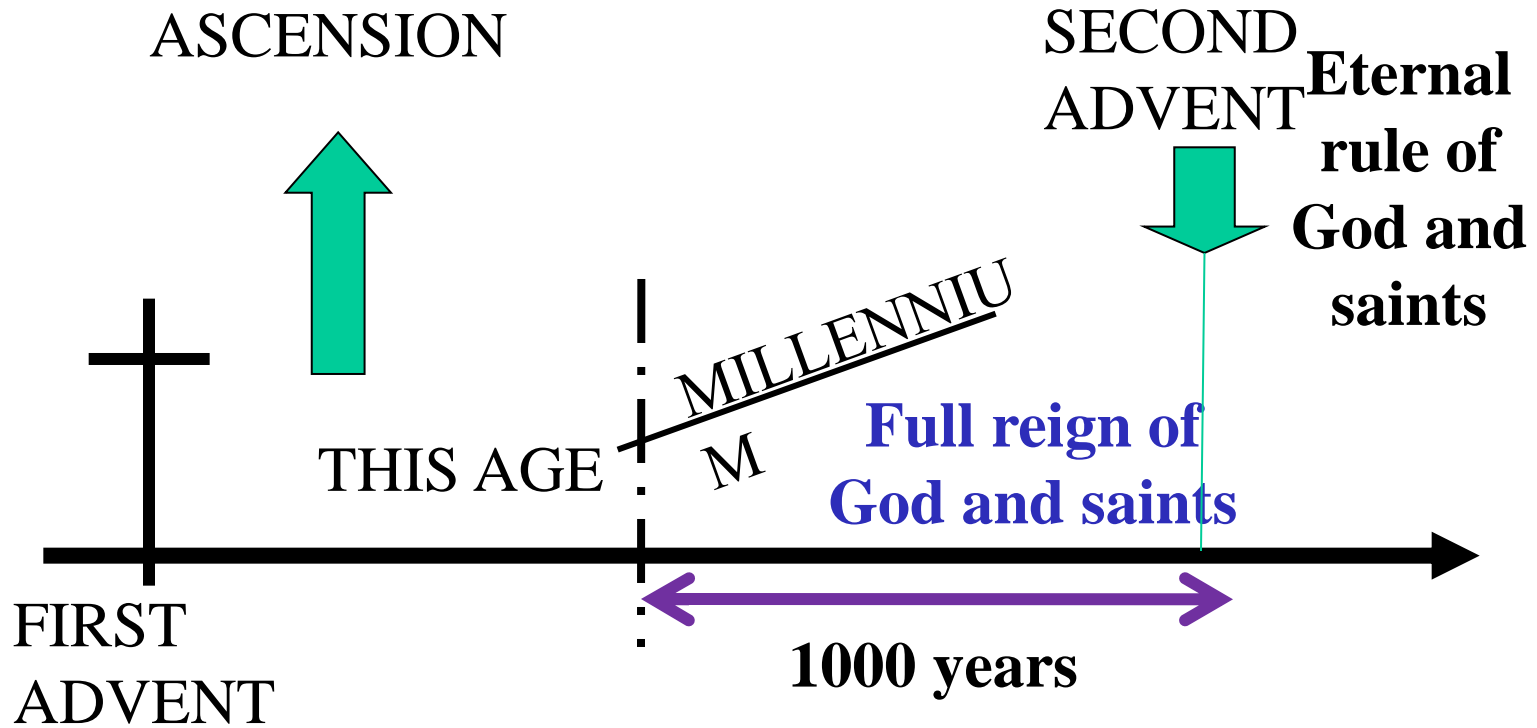 ASCENSION
SECOND
ADVENT
Eternal
rule of
God and
saints
MILLENNIU
M
THIS AGE
Full reign of
God and saints
FIRST
ADVENT
1000 years